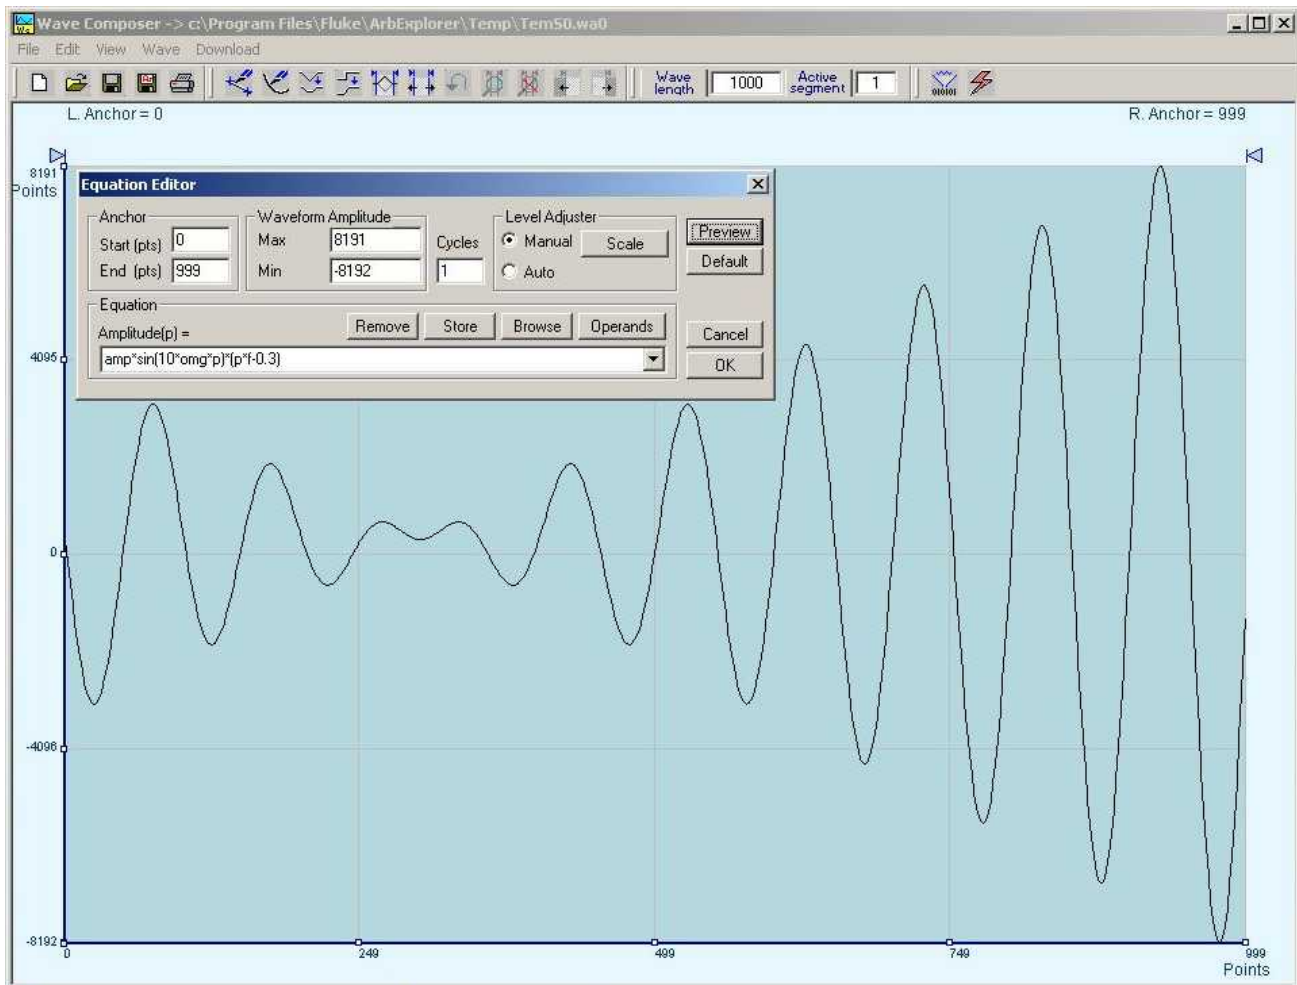 Wave Composer -> c:\Program Files\Fluke\ArbExplorer\Temp\Tem50.wa0
File Edit View Wave Download
Wave length 1000 Active segment 1
L. Anchor = 0 R. Anchor = 999
8191
Points
4095
0
-4096
-8192
Equation Editor
Anchor
Start (pts) 0
End (pts) 999
Waveform Amplitude
Max 8191
Min -8192
Cycles
1
Level Adjuster
Manual Scale
Auto
Preview
Default
Cancel
OK
Equation
Amplitude(p) =
Remove Store Browse Operands
amp*sin(10*omg*p)*(p*f-0.3)
0 249 499 749 999
Points